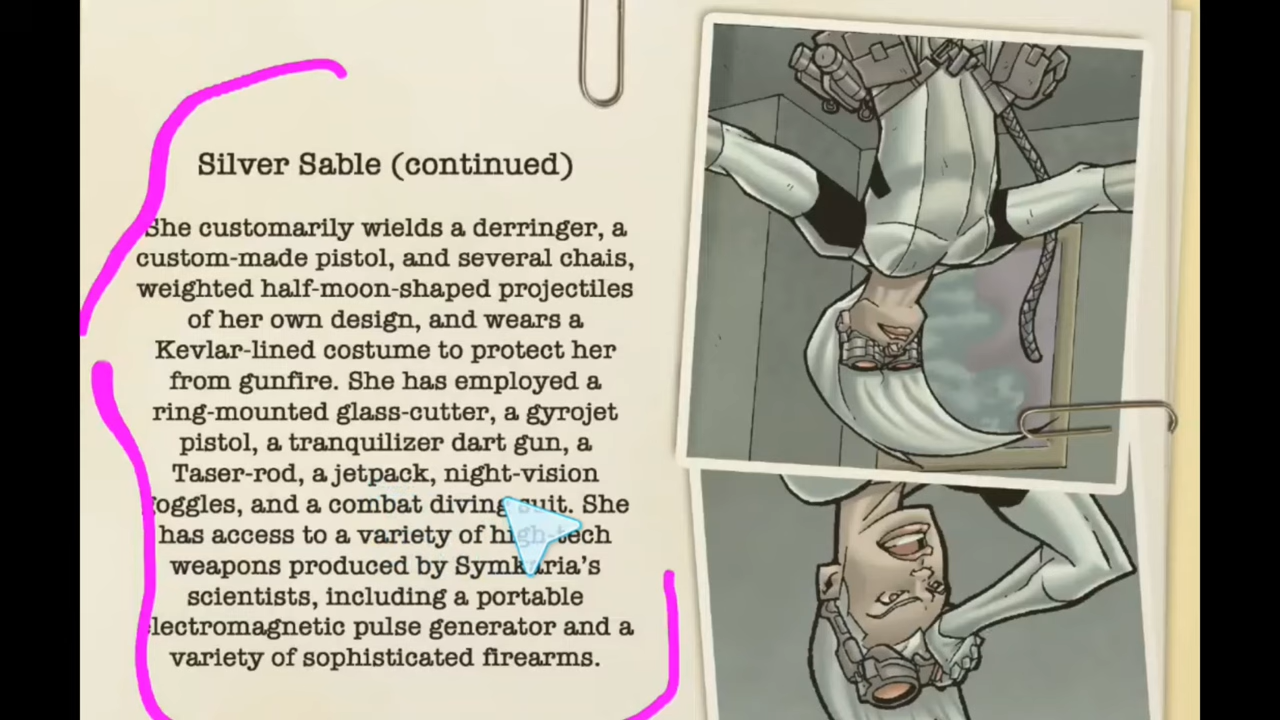 Silver Sable (continued)
She customarily wields a derringer, a
custom-made pistol, and several chais,
weighted half-moon-shaped projectiles
of her own design, and wears a
Kevlar-lined costume to protect her
from gunfire. She has employed a
ring-mounted glass-cutter, a gyrojet
pistol, a tranquilizer dart gun, a
Taser-rod, a jetpack, night-vision
goggles, and a combat diving suit. She
has access to a variety of high-tech
weapons produced by Symkaria's
scientists, including a portable
electromagnetic pulse generator and a
variety of sophisticated firearms.